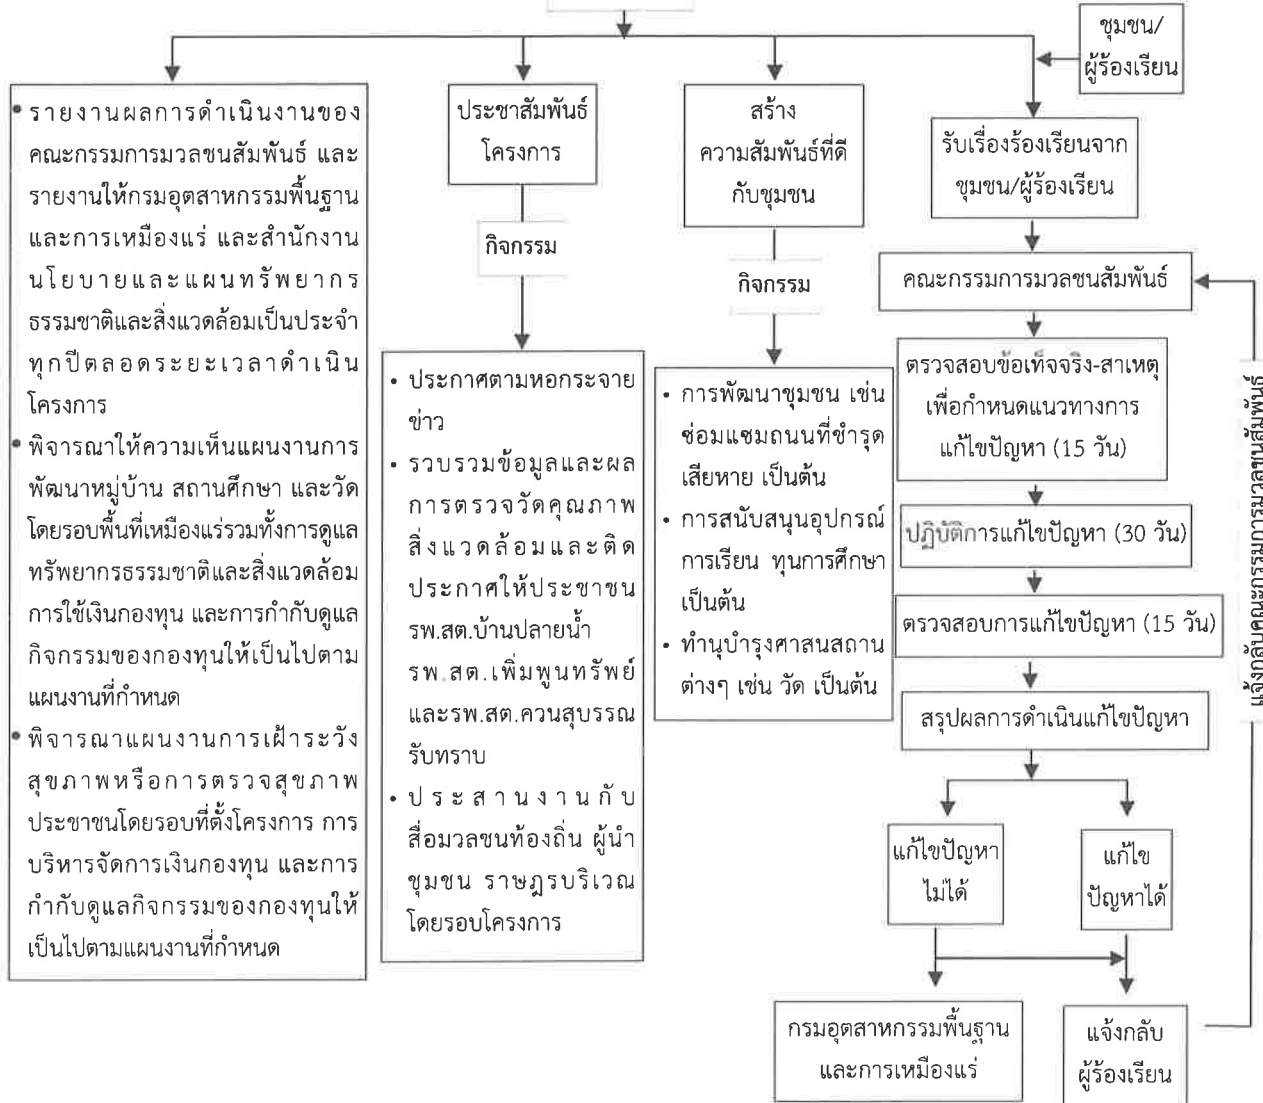 ชุมชน/
ผู้ร้องเรียน
• รายงานผลการดำเนินงานของ
คณะกรรมการมวลชนสัมพันธ์ และ
รายงานให้กรมอุตสาหกรรมพื้นฐาน
และการเหมืองแร่ และสำนักงาน
นโยบายและแผนทรัพยากร
ธรรมชาติและสิ่งแวดล้อมเป็นประจำ
ทุกปีตลอดระยะเวลาดำเนิน
โครงการ
• พิจารณาให้ความเห็นแผนงานการ
พัฒนาหมู่บ้าน สถานศึกษา และวัด
โดยรอบพื้นที่เหมืองแร่รวมทั้งการดูแล
ทรัพยากรธรรมชาติและสิ่งแวดล้อม
การใช้เงินกองทุน และการกำกับดูแล
กิจกรรมของกองทุนให้เป็นไปตาม
แผนงานที่กำหนด
• พิจารณาแผนงานการเฝ้าระวัง
สุขภาพหรือการตรวจสุขภาพ
ประชาชนโดยรอบที่ตั้งโครงการ การ
บริหารจัดการเงินกองทุน และการ
กำกับดูแลกิจกรรมของกองทุนให้
เป็นไปตามแผนงานที่กำหนด
ประชาสัมพันธ์
โครงการ
กิจกรรม
• ประกาศตามหอกระจาย
ข่าว
• รวบรวมข้อมูลและผล
การตรวจวัดคุณภาพ
สิ่งแวดล้อมและติด
ประกาศให้ประชาชน
รพ.สต.บ้านปลายน้ำ
รพ.สต.เพิ่มพูนทรัพย์
และรพ.สต.ควนสุบรรณ
รับทราบ
• ประสานงานกับ
สื่อมวลชนท้องถิ่น ผู้นำ
ชุมชน ราษฎรบริเวณ
โดยรอบโครงการ
สร้าง
ความสัมพันธ์ที่ดี
กับชุมชน
กิจกรรม
• การพัฒนาชุมชน เช่น
ซ่อมแซมถนนที่ชำรุด
เสียหาย เป็นต้น
• การสนับสนุนอุปกรณ์
การเรียน ทุนการศึกษา
เป็นต้น
• ทำนุบำรุงศาสนสถาน
ต่างๆ เช่น วัด เป็นต้น
รับเรื่องร้องเรียนจาก
ชุมชน/ผู้ร้องเรียน
คณะกรรมการมวลชนสัมพันธ์
ตรวจสอบข้อเท็จจริง-สาเหตุ
เพื่อกำหนดแนวทางการ
แก้ไขปัญหา (15 วัน)
ปฏิบัติการแก้ไขปัญหา (30 วัน)
ตรวจสอบการแก้ไขปัญหา (15 วัน)
สรุปผลการดำเนินแก้ไขปัญหา
แก้ไขปัญหา
ไม่ได้
แก้ไข
ปัญหาได้
กรมอุตสาหกรรมพื้นฐาน
และการเหมืองแร่
แจ้งกลับ
ผู้ร้องเรียน
แจ้งกลับคณะกรรมการมวลชนสัมพันธ์